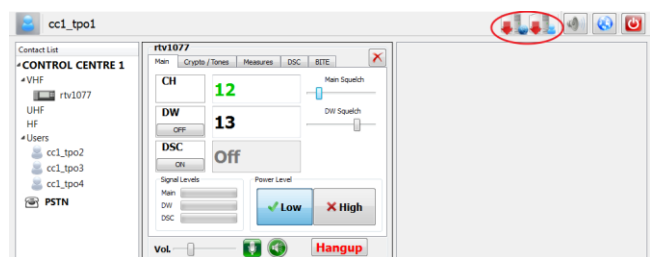 cc1_tpo1
Contact List
CONTROL CENTRE 1
VHF
rtv1077
UHF
HF
Users
cc1_tpo2
cc1_tpo3
cc1_tpo4
PSTN
rtv1077
Main Crypto / Tones Measures DSC BITE
CH
12
Main Squelch
DW
OFF
13
DW Squelch
DSC
ON
Off
Signal Levels
Main
DW
DSC
Power Level
Low High
Vol. Hangup